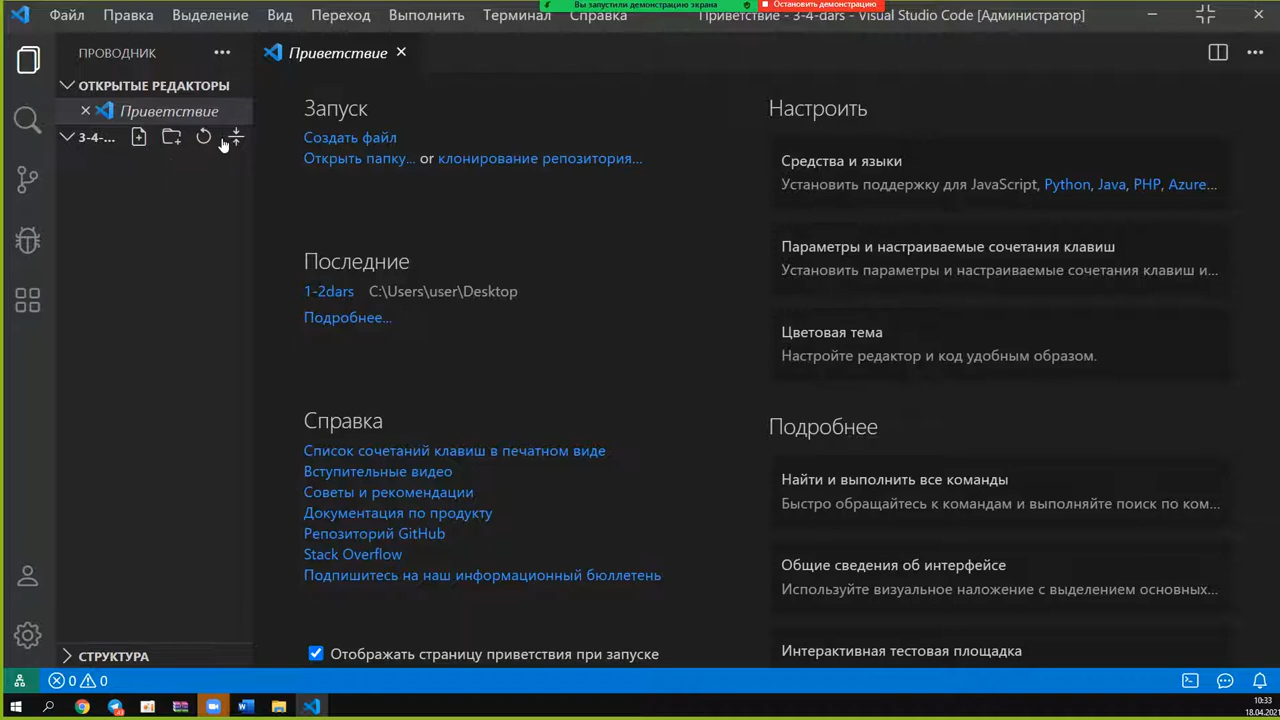 Файл Правка Выделение Вид Переход Выполнить Терминал Справка Приветствие - 3-4-dars - Visual Studio Code [Администратор]
Вы запустили демонстрацию экрана Остановить демонстрацию
ПРОВОДНИК
Приветствие
ОТКРЫТЫЕ РЕДАКТОРЫ
Приветствие
3-4-...
Запуск
Создать файл
Открыть папку... or клонирование репозитория...
Последние
1-2dars C:\Users\user\Desktop
Подробнее...
Справка
Список сочетаний клавиш в печатном виде
Вступительные видео
Советы и рекомендации
Документация по продукту
Репозиторий GitHub
Stack Overflow
Подпишитесь на наш информационный бюллетень
Отображать страницу приветствия при запуске
Настроить
Средства и языки
Установить поддержку для JavaScript, Python, Java, PHP, Azure...
Параметры и настраиваемые сочетания клавиш
Установить параметры и настраиваемые сочетания клавиш и...
Цветовая тема
Настройте редактор и код удобным образом.
Подробнее
Найти и выполнить все команды
Быстро обращайтесь к командам и выполняйте поиск по ком...
Общие сведения об интерфейсе
Используйте визуальное наложение с выделением основных...
Интерактивная тестовая площадка
СТРУКТУРА
0 0
10:33
18.04.2021